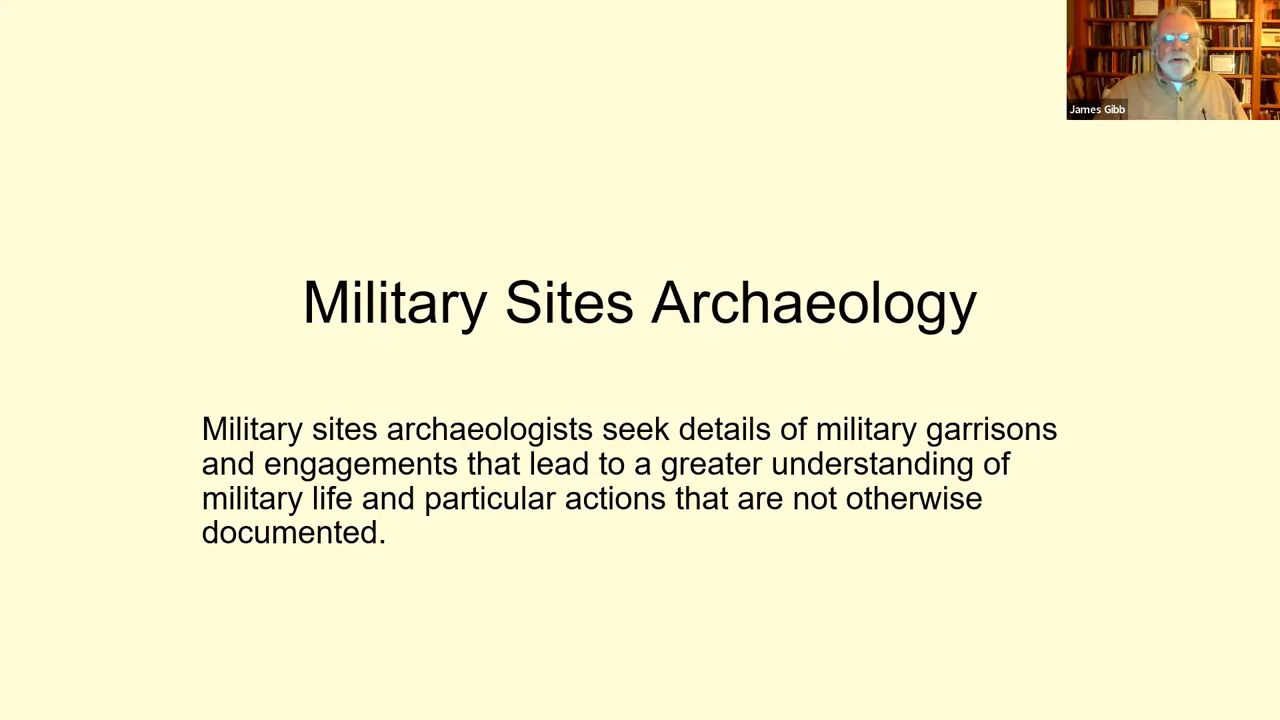 James Gibb
Military Sites Archaeology
Military sites archaeologists seek details of military garrisons
and engagements that lead to a greater understanding of
military life and particular actions that are not otherwise
documented.